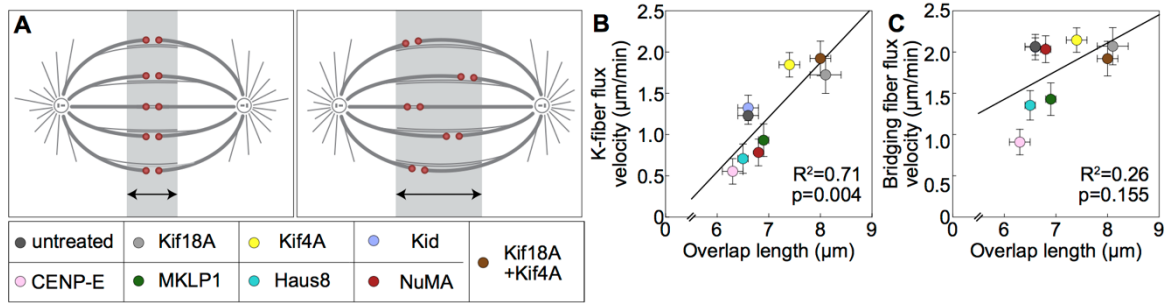 A
untreated
Kif18A
Kif4A
Kid
Kif18A
+Kif4A
CENP-E
MKLP1
Haus8
NuMA
B
K-fiber flux
velocity (μm/min)
2.5
2.0
1.5
1.0
0.5
0
R²=0.71
p=0.004
6
7
8
9
Overlap length (μm)
C
Bridging fiber flux
velocity (μm/min)
2.5
2.0
1.5
1.0
0.5
0
R²=0.26
p=0.155
6
7
8
9
Overlap length (μm)